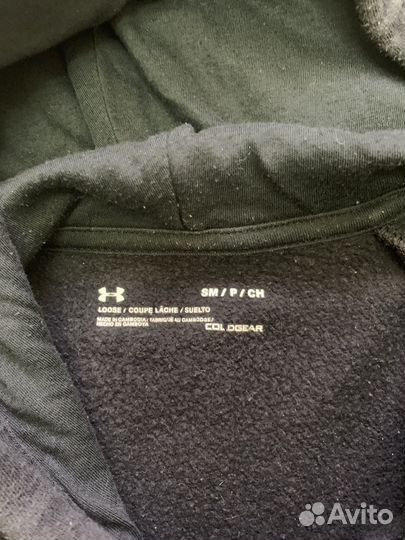 SM / P / CH
LOOSE / COUPE LÂCHE / SUELTO
MADE IN CAMBODIA / FABRIQUÉ AU CAMBODGE /
HECHO EN CAMBOYA
COLDGEAR
Avito